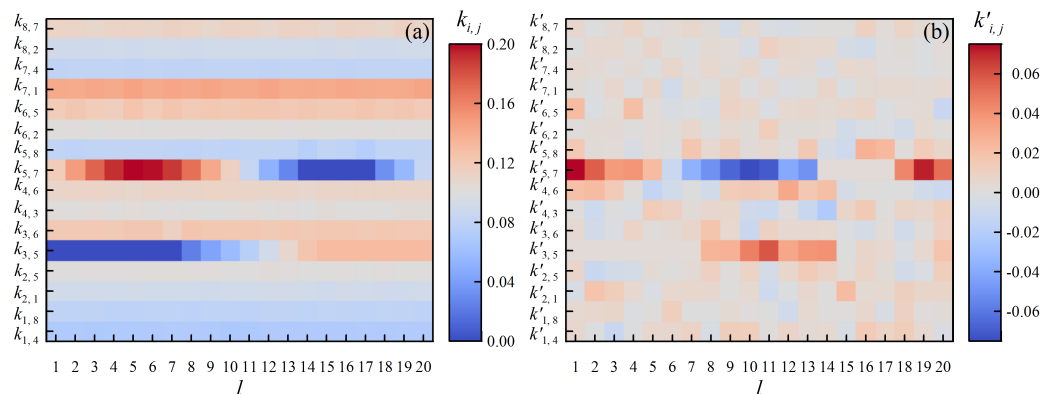 (a)
k8, 7
k8, 2
k7, 4
k7, 1
k6, 5
k6, 2
k5, 8
k5, 7
k4, 6
k4, 3
k3, 6
k3, 5
k2, 5
k2, 1
k1, 8
k1, 4
1 2 3 4 5 6 7 8 9 10 11 12 13 14 15 16 17 18 19 20
l
ki, j
0.20
0.16
0.12
0.08
0.04
0.00
(b)
k′8, 7
k′8, 2
k′7, 4
k′7, 1
k′6, 5
k′6, 2
k′5, 8
k′5, 7
k′4, 6
k′4, 3
k′3, 6
k′3, 5
k′2, 5
k′2, 1
k′1, 8
k′1, 4
1 2 3 4 5 6 7 8 9 10 11 12 13 14 15 16 17 18 19 20
l
k′i, j
0.06
0.04
0.02
0.00
-0.02
-0.04
-0.06